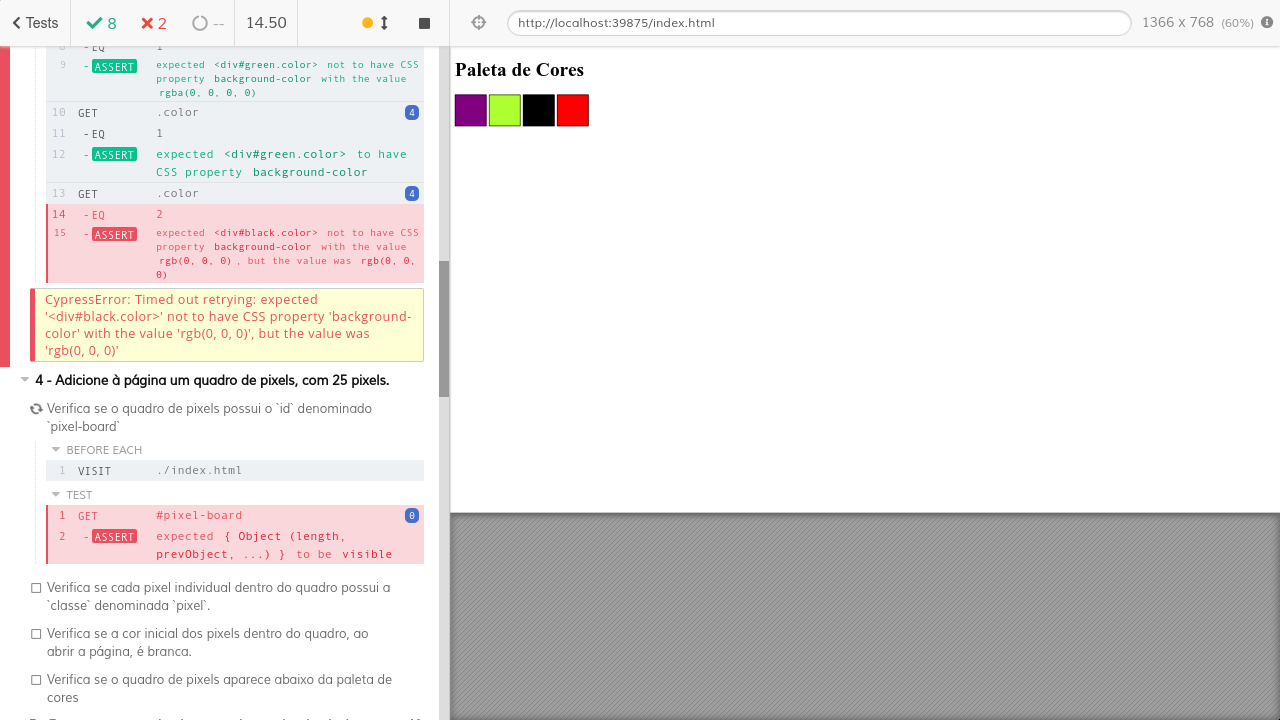 Tests
8
2
--
14.50
http://localhost:39875/index.html
1366 x 768 (60%)
8 - EQ 1
9 - ASSERT expected <div#green.color> not to have CSS
property background-color with the value
rgba(0, 0, 0, 0)
10 GET .color 4
11 - EQ 1
12 - ASSERT expected <div#green.color> to have
CSS property background-color
13 GET .color 4
14 - EQ 2
15 - ASSERT expected <div#black.color> not to have CSS
property background-color with the value
rgb(0, 0, 0) , but the value was rgb(0, 0,
0)
CypressError: Timed out retrying: expected
'<div#black.color>' not to have CSS property 'background-
color' with the value 'rgb(0, 0, 0)', but the value was
'rgb(0, 0, 0)'
4 - Adicione à página um quadro de pixels, com 25 pixels.
Verifica se o quadro de pixels possui o `id` denominado
`pixel-board`
BEFORE EACH
1 VISIT ./index.html
TEST
1 GET #pixel-board 0
2 - ASSERT expected { Object (length,
prevObject, ...) } to be visible
Verifica se cada pixel individual dentro do quadro possui a
`classe` denominada `pixel`.
Verifica se a cor inicial dos pixels dentro do quadro, ao
abrir a página, é branca.
Verifica se o quadro de pixels aparece abaixo da paleta de
cores
Paleta de Cores